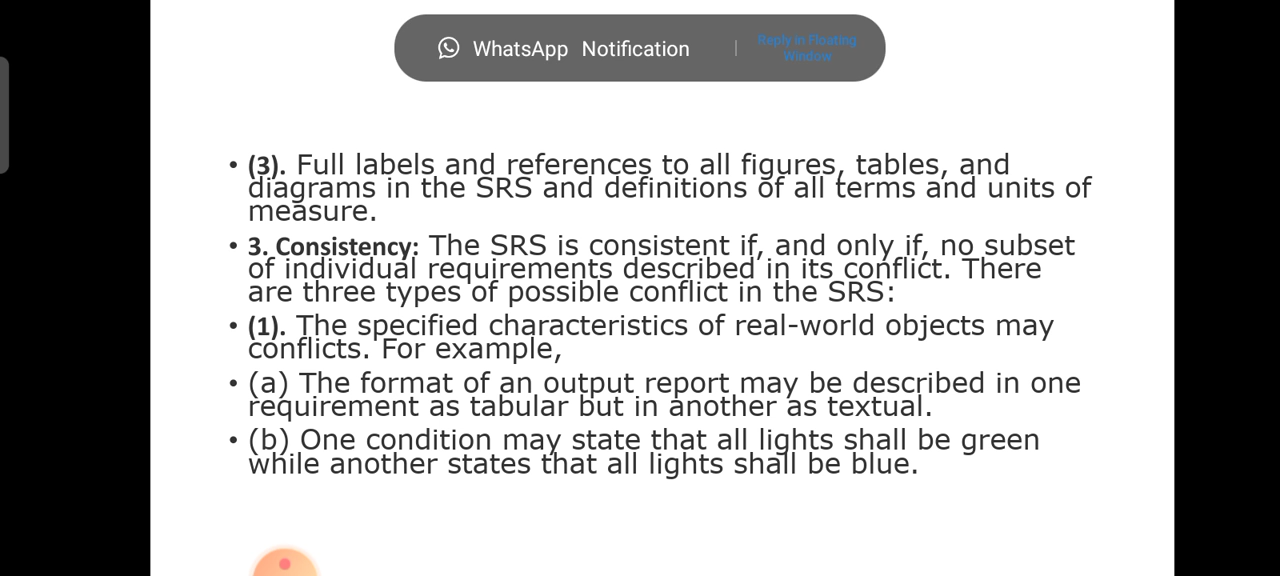 WhatsApp Notification
Reply in Floating
Window
• (3). Full labels and references to all figures, tables, and
diagrams in the SRS and definitions of all terms and units of
measure.
• 3. Consistency: The SRS is consistent if, and only if, no subset
of individual requirements described in its conflict. There
are three types of possible conflict in the SRS:
• (1). The specified characteristics of real-world objects may
conflicts. For example,
• (a) The format of an output report may be described in one
requirement as tabular but in another as textual.
• (b) One condition may state that all lights shall be green
while another states that all lights shall be blue.